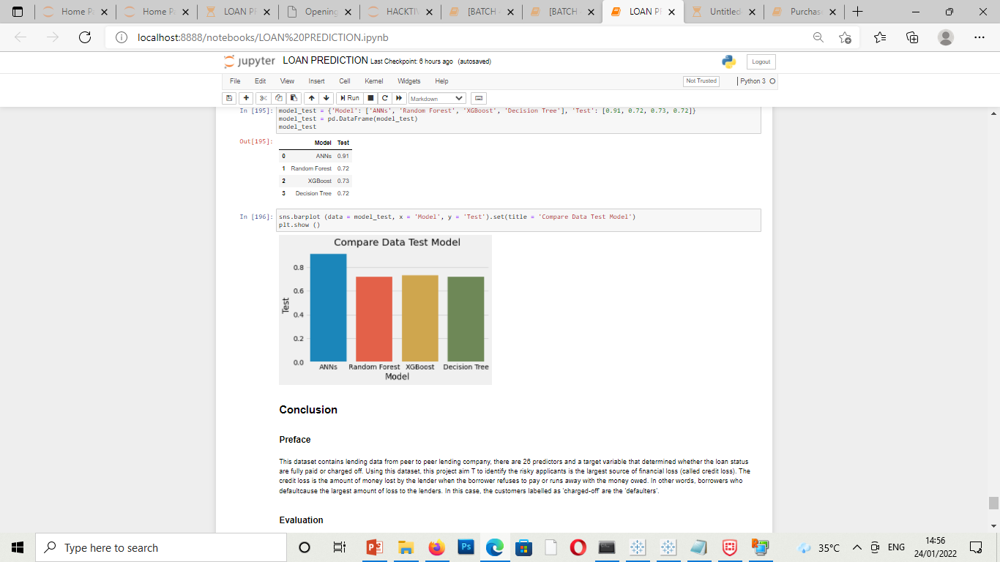 Home Pa
Home Pa
LOAN PR
Opening
HACKTIV
[BATCH
[BATCH
LOAN PR
Untitled
Purchas
localhost:8888/notebooks/LOAN%20PREDICTION.ipynb
jupyter LOAN PREDICTION Last Checkpoint: 6 hours ago (autosaved)
Logout
File Edit View Insert Cell Kernel Widgets Help
Not Trusted
Python 3
Run
Markdown
In [195]: model_test = {'Model': ['ANNs', 'Random Forest', 'XGBoost', 'Decision Tree'], 'Test': [0.91, 0.72, 0.73, 0.72]}
model_test = pd.DataFrame(model_test)
model_test
Out[195]:
Model Test
0 ANNs 0.91
1 Random Forest 0.72
2 XGBoost 0.73
3 Decision Tree 0.72
In [196]: sns.barplot (data = model_test, x = 'Model', y = 'Test').set(title = 'Compare Data Test Model')
plt.show ()
Compare Data Test Model
0.8
0.6
Test
0.4
0.2
0.0
ANNs Random Forest XGBoost Decision Tree
Model
Conclusion
Preface
This dataset contains lending data from peer to peer lending company, there are 26 predictors and a target variable that determined whether the loan status
are fully paid or charged off. Using this dataset, this project aim T to identify the risky applicants is the largest source of financial loss (called credit loss). The
credit loss is the amount of money lost by the lender when the borrower refuses to pay or runs away with the money owed. In other words, borrowers who
defaultcause the largest amount of loss to the lenders. In this case, the customers labelled as 'charged-off' are the 'defaulters'.
Evaluation
Type here to search
Ps
35°C
ENG
14:56
24/01/2022